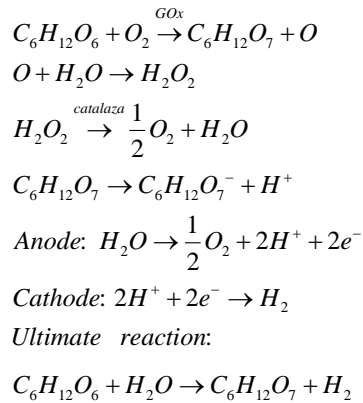 C₆H₁₂O₆ + O₂ →(GOx) C₆H₁₂O₇ + O
O + H₂O → H₂O₂
H₂O₂ →(catalaza) 1/2 O₂ + H₂O
C₆H₁₂O₇ → C₆H₁₂O₇⁻ + H⁺
Anode: H₂O → 1/2 O₂ + 2H⁺ + 2e⁻
Cathode: 2H⁺ + 2e⁻ → H₂
Ultimate reaction:
C₆H₁₂O₆ + H₂O → C₆H₁₂O₇ + H₂